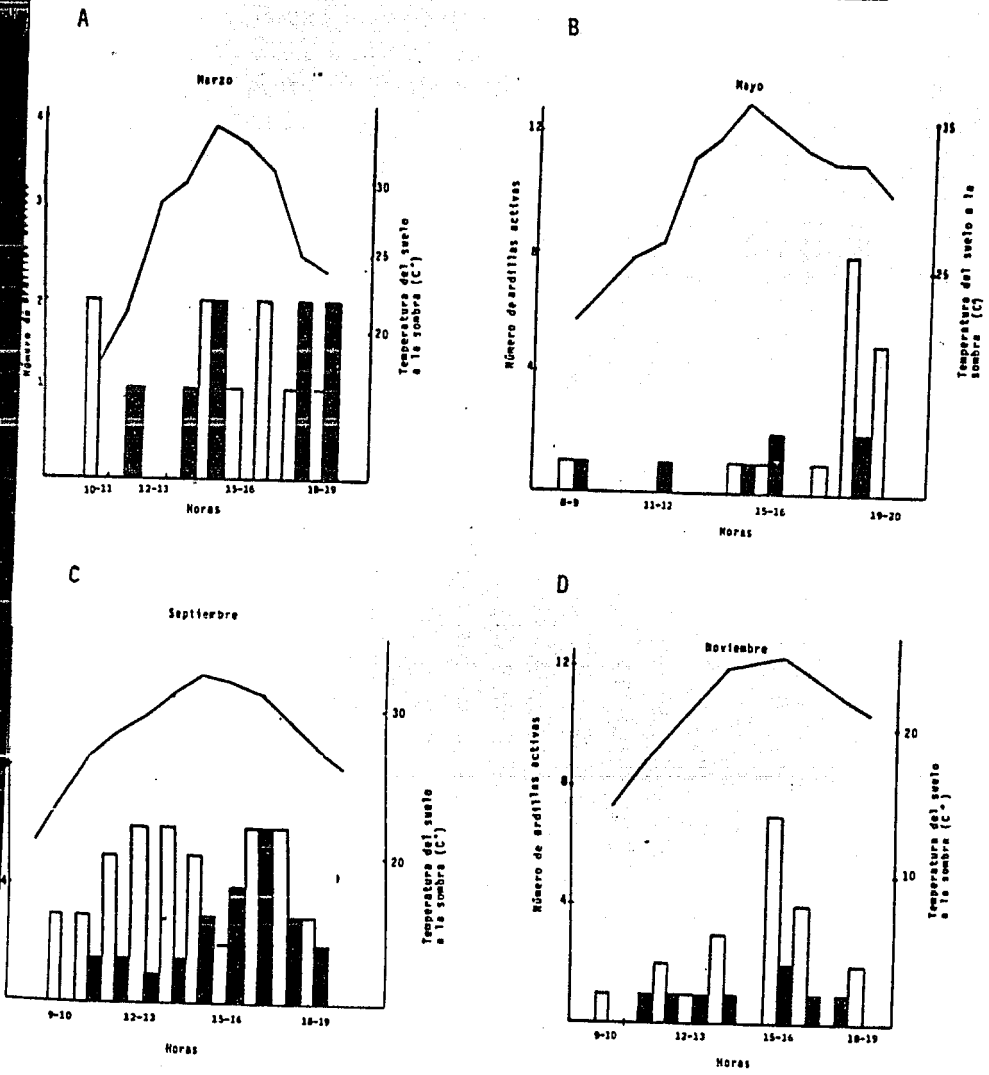 A
Marzo
4
3
2
1
30
25
20
Número de
Temperatura del suelo
a la sombra (C°)
10-11 12-13 15-16 18-19
Horas
B
Mayo
12
8
4
35
25
Número de ardillas activas
Temperatura del suelo a la
sombra (C)
8-9 11-12 15-16 19-20
Horas
C
Septiembre
4
30
20
Temperatura del suelo
a la sombra (C°)
9-10 12-13 15-16 18-19
Horas
D
Noviembre
12
8
4
20
10
Número de ardillas activas
Temperatura del suelo
a la sombra (C°)
9-10 12-13 15-16 18-19
Horas